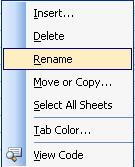 Insert...
Delete
Rename
Move or Copy...
Select All Sheets
Tab Color...
View Code